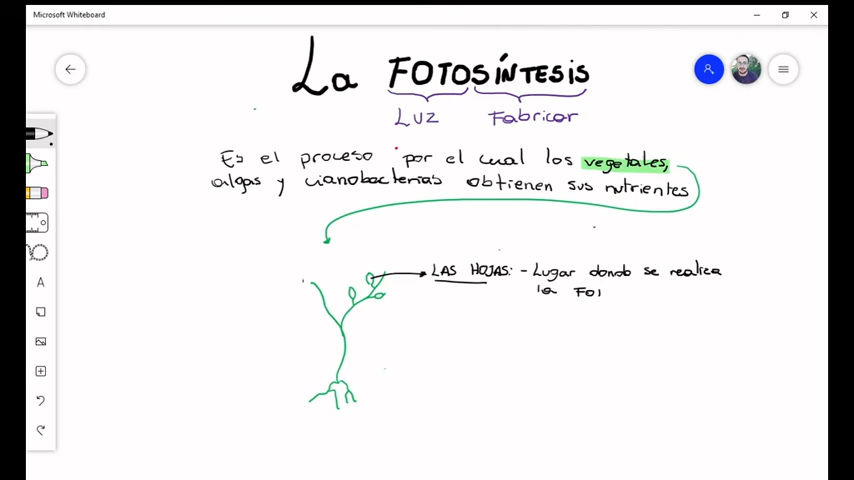 Microsoft Whiteboard
La FOTOSÍNTESIS
LUZ Fabricar
Es el proceso por el cual los vegetales,
algas y cianobacterias obtienen sus nutrientes
LAS HOJAS: - Lugar donde se realiza
la Fo